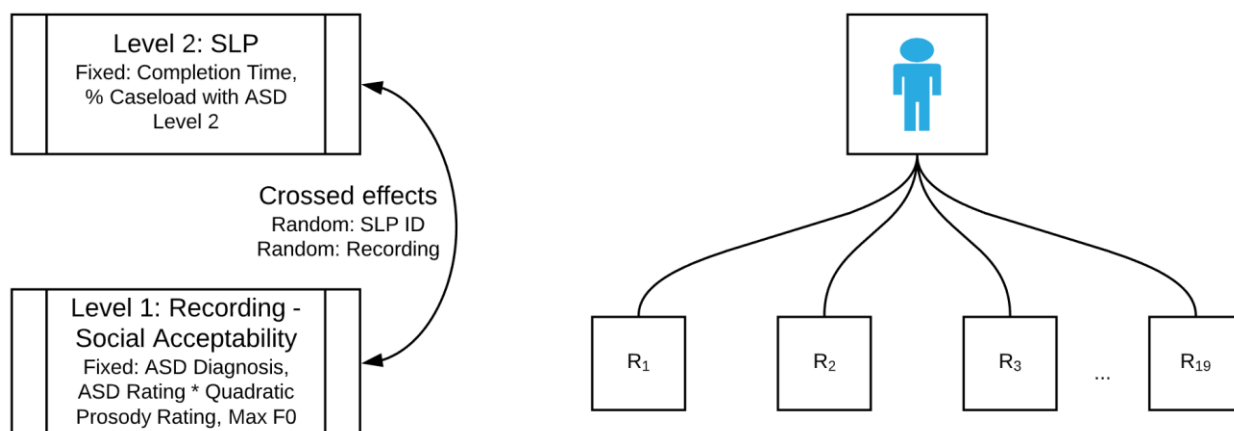 Level 2: SLP
Fixed: Completion Time,
% Caseload with ASD
Level 2
Crossed effects
Random: SLP ID
Random: Recording
Level 1: Recording -
Social Acceptability
Fixed: ASD Diagnosis,
ASD Rating * Quadratic
Prosody Rating, Max F0
R₁
R₂
R₃
...
R₁₉